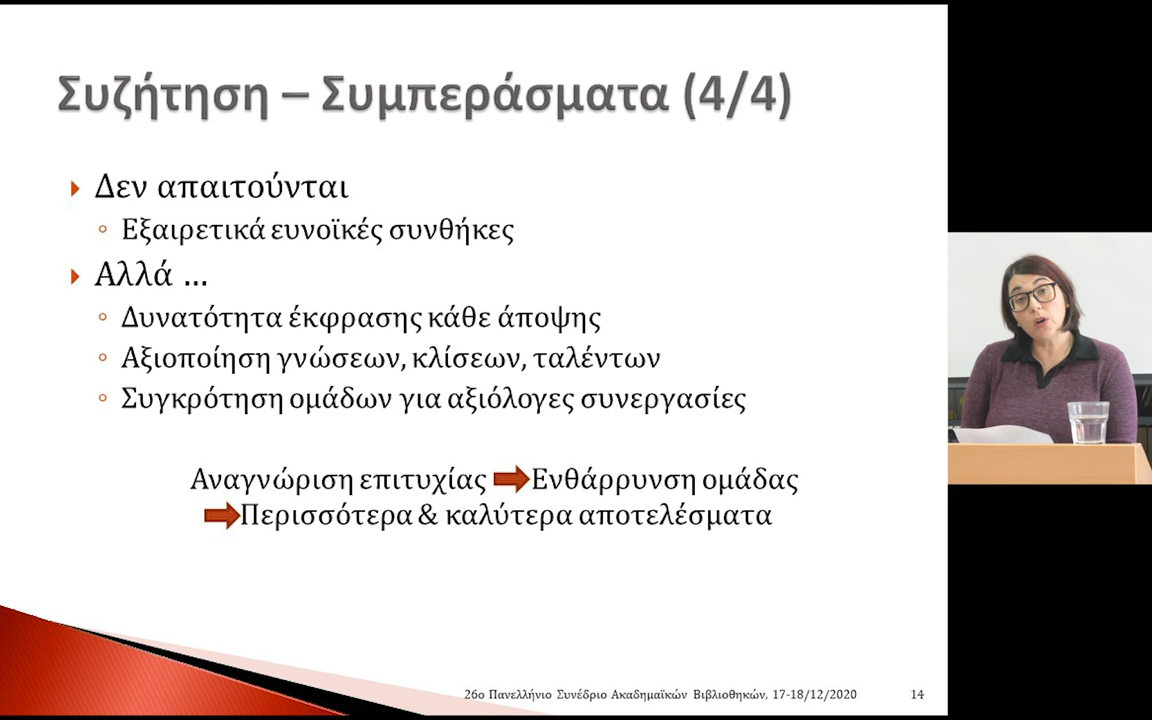 Συζήτηση – Συμπεράσματα (4/4)
Δεν απαιτούνται
Εξαιρετικά ευνοϊκές συνθήκες
Αλλά ...
Δυνατότητα έκφρασης κάθε άποψης
Αξιοποίηση γνώσεων, κλίσεων, ταλέντων
Συγκρότηση ομάδων για αξιόλογες συνεργασίες
Αναγνώριση επιτυχίας Ενθάρρυνση ομάδας
Περισσότερα & καλύτερα αποτελέσματα
26ο Πανελλήνιο Συνέδριο Ακαδημαϊκών Βιβλιοθηκών, 17-18/12/2020 14